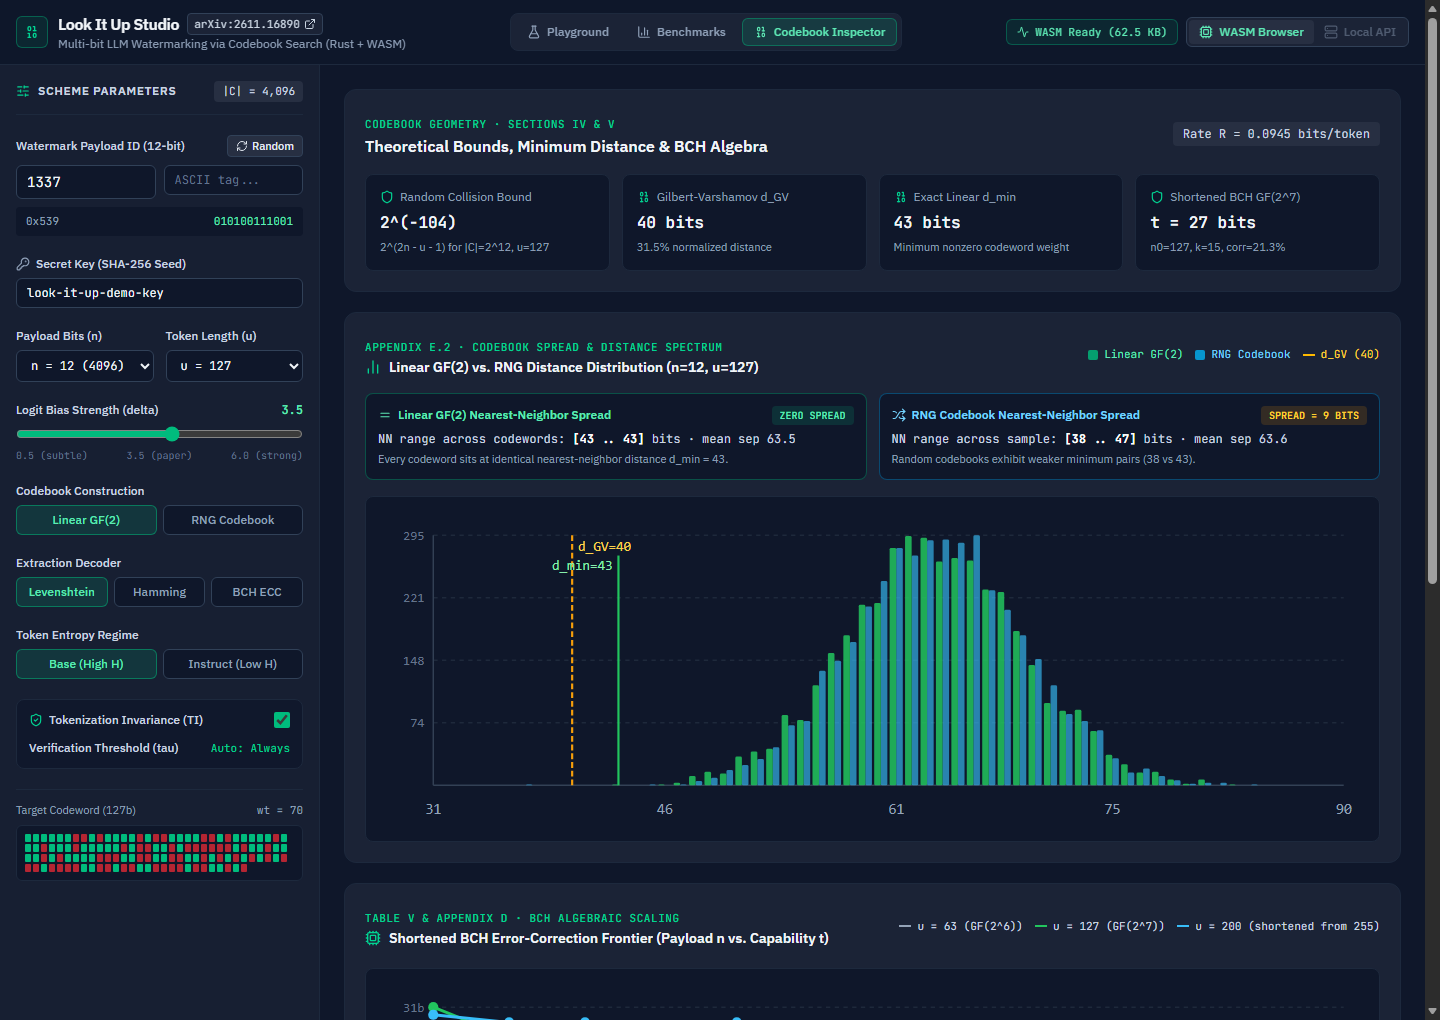 01
10
Look It Up Studio
arXiv:2611.16890
Multi-bit LLM Watermarking via Codebook Search (Rust + WASM)
Playground
Benchmarks
01
10
Codebook Inspector
WASM Ready (62.5 KB)
WASM Browser
Local API
SCHEME PARAMETERS
|C| = 4,096
Watermark Payload ID (12-bit)
Random
1337
ASCII tag...
0x539
010100111001
Secret Key (SHA-256 Seed)
look-it-up-demo-key
Payload Bits (n)
Token Length (u)
n = 12 (4096)
u = 127
Logit Bias Strength (delta)
3.5
0.5 (subtle)
3.5 (paper)
6.0 (strong)
Codebook Construction
Linear GF(2)
RNG Codebook
Extraction Decoder
Levenshtein
Hamming
BCH ECC
Token Entropy Regime
Base (High H)
Instruct (Low H)
Tokenization Invariance (TI)
Verification Threshold (tau)
Auto: Always
Target Codeword (127b)
wt = 70
CODEBOOK GEOMETRY · SECTIONS IV & V
Theoretical Bounds, Minimum Distance & BCH Algebra
Rate R = 0.0945 bits/token
Random Collision Bound
2^(-104)
2^(2n - u - 1) for |C|=2^12, u=127
01
10
Gilbert-Varshamov d_GV
40 bits
31.5% normalized distance
01
10
Exact Linear d_min
43 bits
Minimum nonzero codeword weight
Shortened BCH GF(2^7)
t = 27 bits
n0=127, k=15, corr=21.3%
APPENDIX E.2 · CODEBOOK SPREAD & DISTANCE SPECTRUM
Linear GF(2) vs. RNG Distance Distribution (n=12, u=127)
Linear GF(2)
RNG Codebook
d_GV (40)
Linear GF(2) Nearest-Neighbor Spread
ZERO SPREAD
NN range across codewords: [43 .. 43] bits · mean sep 63.5
Every codeword sits at identical nearest-neighbor distance d_min = 43.
RNG Codebook Nearest-Neighbor Spread
SPREAD = 9 BITS
NN range across sample: [38 .. 47] bits · mean sep 63.6
Random codebooks exhibit weaker minimum pairs (38 vs 43).
295
221
148
74
d_GV=40
d_min=43
31
46
61
75
90
TABLE V & APPENDIX D · BCH ALGEBRAIC SCALING
Shortened BCH Error-Correction Frontier (Payload n vs. Capability t)
u = 63 (GF(2^6))
u = 127 (GF(2^7))
u = 200 (shortened from 255)
31b